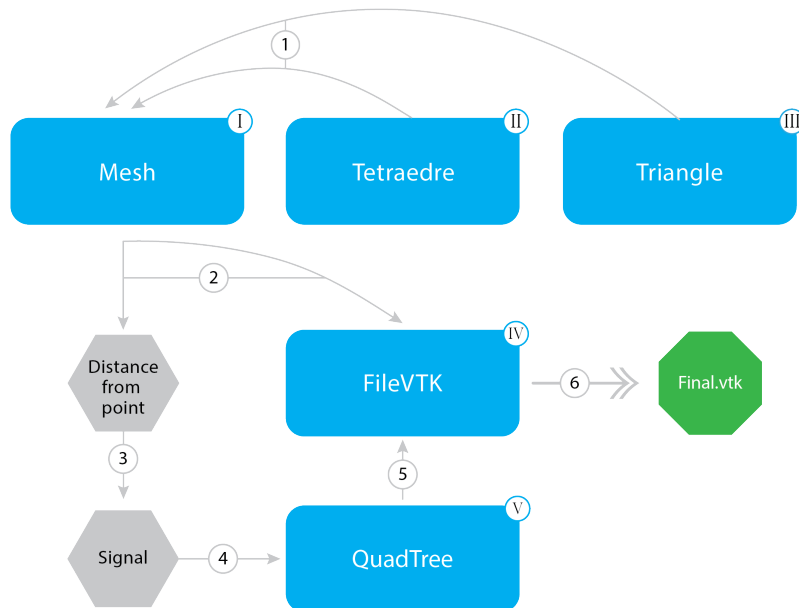 1
I
II
III
Mesh
Tetraedre
Triangle
2
IV
Distance
from
point
FileVTK
6
Final.vtk
3
5
V
Signal
4
QuadTree